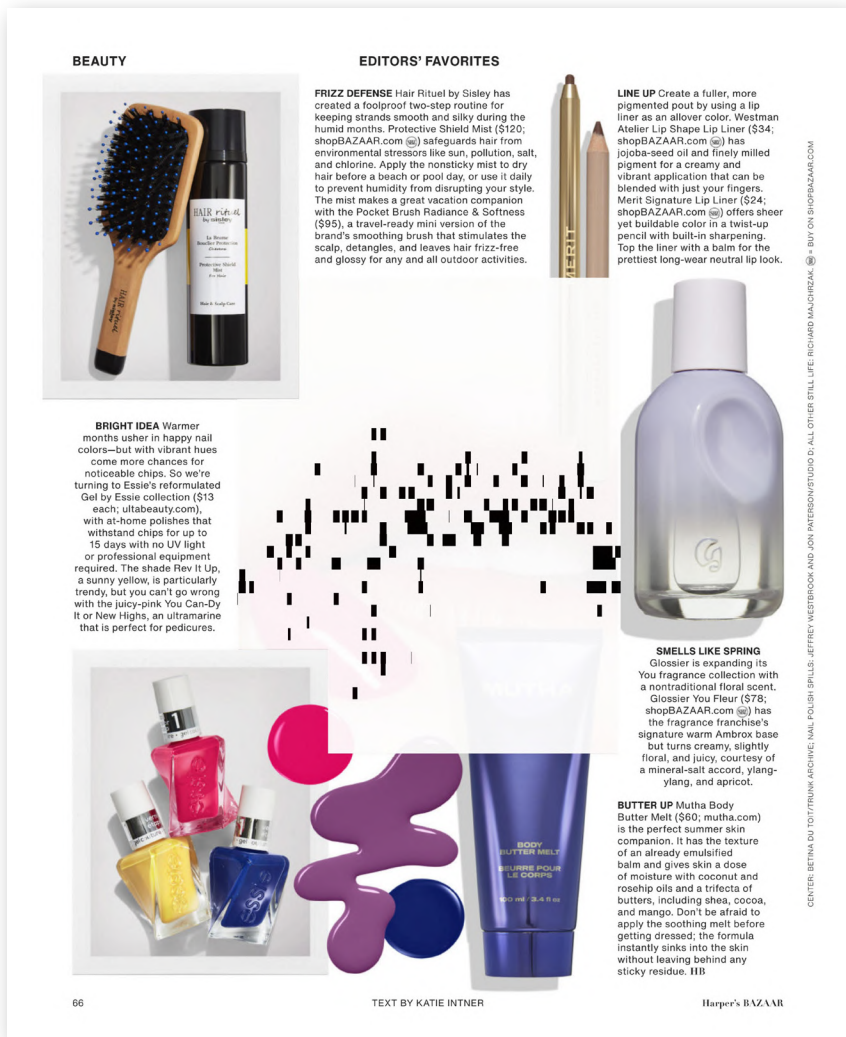 BEAUTY
EDITORS’ FAVORITES
FRIZZ DEFENSE Hair Rituel by Sisley has
created a foolproof two-step routine for
keeping strands smooth and silky during the
humid months. Protective Shield Mist ($120;
shopBAZAAR.com) safeguards hair from
environmental stressors like sun, pollution, salt,
and chlorine. Apply the nonsticky mist to dry
hair before a beach or pool day, or use it daily
to prevent humidity from disrupting your style.
The mist makes a great vacation companion
with the Pocket Brush Radiance & Softness
($95), a travel-ready mini version of the
brand’s smoothing brush that stimulates the
scalp, detangles, and leaves hair frizz-free
and glossy for any and all outdoor activities.
LINE UP Create a fuller, more
pigmented pout by using a lip
liner as an allover color. Westman
Atelier Lip Shape Lip Liner ($34;
shopBAZAAR.com) has
jojoba-seed oil and finely milled
pigment for a creamy and
vibrant application that can be
blended with just your fingers.
Merit Signature Lip Liner ($24;
shopBAZAAR.com) offers sheer
yet buildable color in a twist-up
pencil with built-in sharpening.
Top the liner with a balm for the
prettiest long-wear neutral lip look.
HAIR rituel
by sisley
Protective Shield
Mist
Hair & Scalp Care
HAIR rituel
by sisley
MERIT
BRIGHT IDEA Warmer
months usher in happy nail
colors—but with vibrant hues
come more chances for
noticeable chips. So we’re
turning to Essie’s reformulated
Gel by Essie collection ($13
each; ultabeauty.com),
with at-home polishes that
withstand chips for up to
15 days with no UV light
or professional equipment
required. The shade Rev It Up,
a sunny yellow, is particularly
trendy, but you can’t go wrong
with the juicy-pink You Can-Dy
It or New Highs, an ultramarine
that is perfect for pedicures.
G
SMELLS LIKE SPRING
Glossier is expanding its
You fragrance collection with
a nontraditional floral scent.
Glossier You Fleur ($78;
shopBAZAAR.com) has
the fragrance franchise’s
signature warm Ambrox base
but turns creamy, slightly
floral, and juicy, courtesy of
a mineral-salt accord, ylang-
ylang, and apricot.
BUTTER UP Mutha Body
Butter Melt ($60; mutha.com)
is the perfect summer skin
companion. It has the texture
of an already emulsified
balm and gives skin a dose
of moisture with coconut and
rosehip oils and a trifecta of
butters, including shea, cocoa,
and mango. Don’t be afraid to
apply the soothing melt before
getting dressed; the formula
instantly sinks into the skin
without leaving behind any
sticky residue. HB
MUTHA
BODY
BUTTER MELT
BEURRE POUR
LE CORPS
100 ml / 3.4 fl oz
essie
essie
essie
CENTER: BETINA DU TOIT/TRUNK ARCHIVE; NAIL POLISH SPILLS: JEFFREY WESTBROOK AND JON PATERSON/STUDIO D; ALL OTHER STILL LIFE: RICHARD MAJCHRZAK. = BUY ON SHOPBAZAAR.COM
66
TEXT BY KATIE INTNER
Harper’s BAZAAR